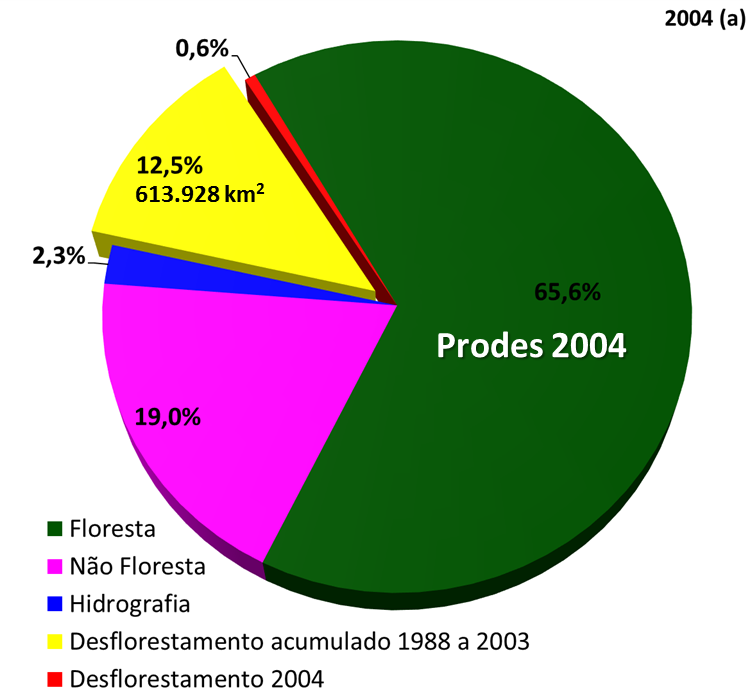 2004 (a)
0,6%
12,5%
613.928 km²
2,3%
65,6%
Prodes 2004
19,0%
Floresta
Não Floresta
Hidrografia
Desflorestamento acumulado 1988 a 2003
Desflorestamento 2004